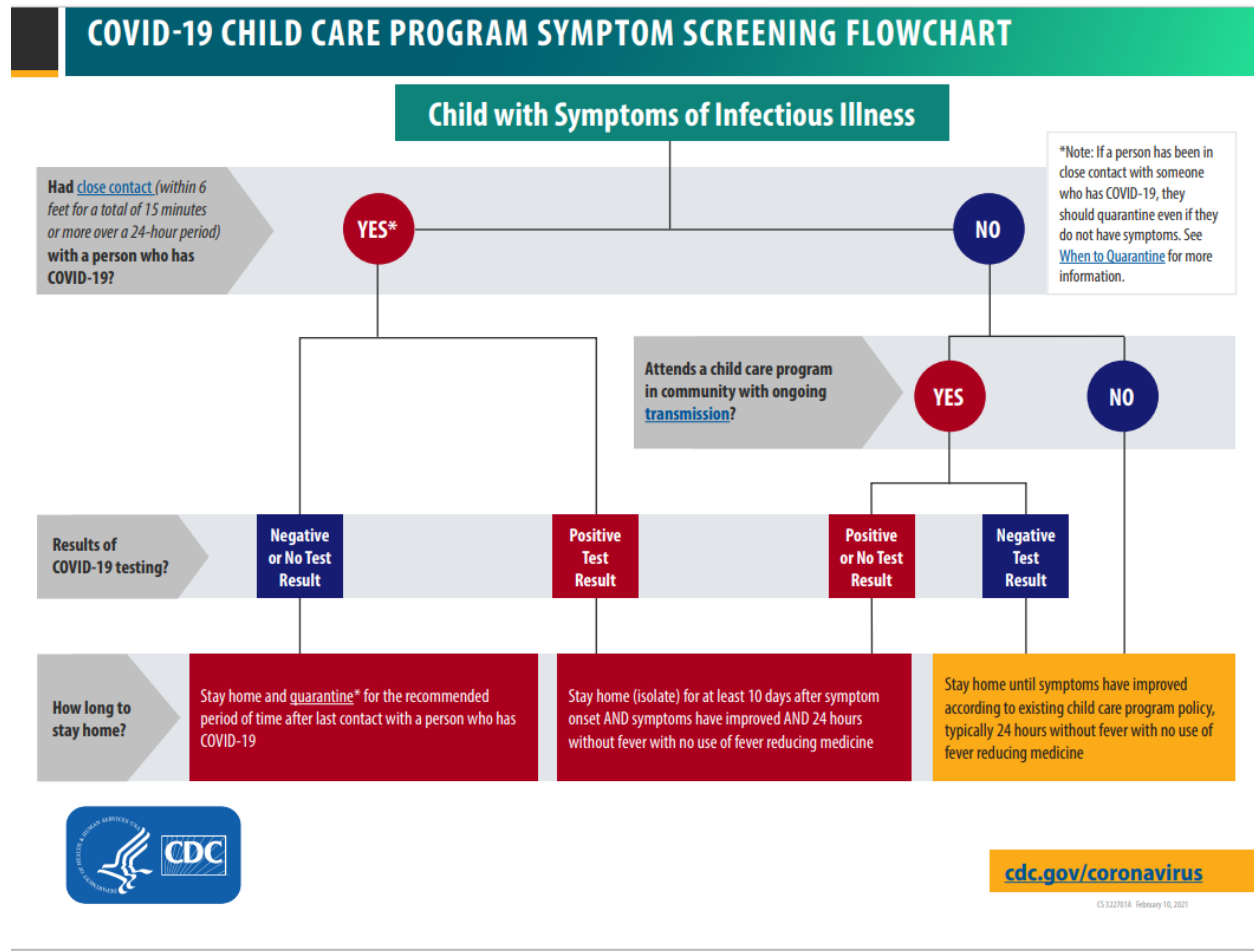 COVID-19 CHILD CARE PROGRAM SYMPTOM SCREENING FLOWCHART
Child with Symptoms of Infectious Illness
*Note: If a person has been in
close contact with someone
who has COVID-19, they
should quarantine even if they
do not have symptoms. See
When to Quarantine for more
information.
Had close contact (within 6
feet for a total of 15 minutes
or more over a 24-hour period)
with a person who has
COVID-19?
YES*
NO
Attends a child care program
in community with ongoing
transmission?
YES
NO
Results of
COVID-19 testing?
Negative
or No Test
Result
Positive
Test
Result
Positive
or No Test
Result
Negative
Test
Result
How long to
stay home?
Stay home and quarantine* for the recommended
period of time after last contact with a person who has
COVID-19
Stay home (isolate) for at least 10 days after symptom
onset AND symptoms have improved AND 24 hours
without fever with no use of fever reducing medicine
Stay home until symptoms have improved
according to existing child care program policy,
typically 24 hours without fever with no use of
fever reducing medicine
DEPARTMENT OF HEALTH & HUMAN SERVICES USA
CDC
cdc.gov/coronavirus
CS 322701A February 10, 2021